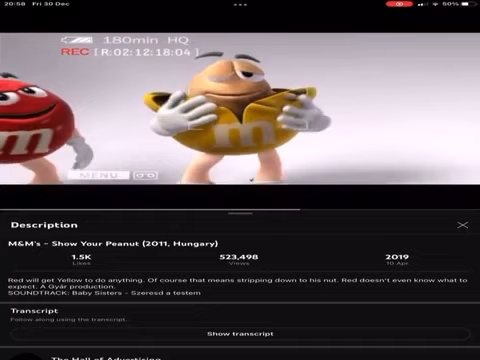 20:58 Fri 30 Dec
50%
180min HQ
REC [R:02:12:18:04]
m
m
MENU
Description
M&M's - Show Your Peanut (2011, Hungary)
1.5K 523,498 2019
Likes Views 10 Apr
Red will get Yellow to do anything. Of course that means stripping down to his nut. Red doesn't even know what to
expect. A Gyár production.
SOUNDTRACK: Baby Sisters - Szeresd a testem
Transcript
Follow along using the transcript.
Show transcript
The Hall of Advertising